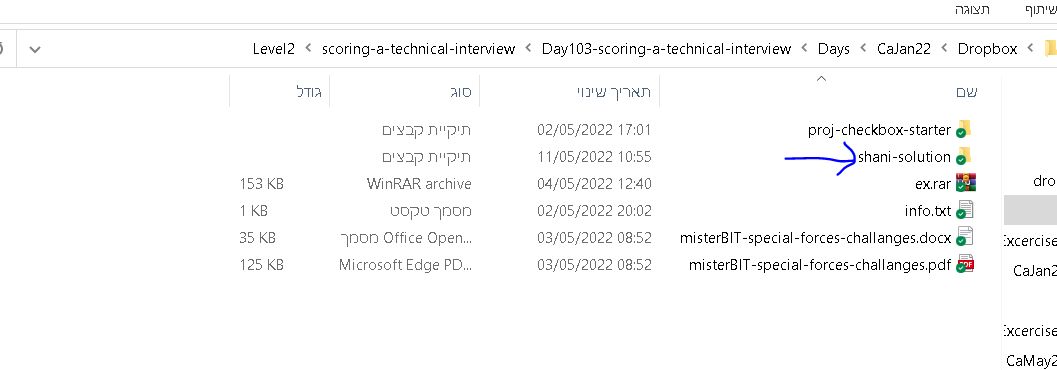 שיתוף תצוגה
Dropbox < CaJan22 < Days < Day103-scoring-a-technical-interview < scoring-a-technical-interview < Level2
שם תאריך שינוי סוג גודל
proj-checkbox-starter 02/05/2022 17:01 תיקיית קבצים
shani-solution 11/05/2022 10:55 תיקיית קבצים
ex.rar 04/05/2022 12:40 WinRAR archive 153 KB
info.txt 02/05/2022 20:02 מסמך טקסט 1 KB
misterBIT-special-forces-challanges.docx 03/05/2022 08:52 מסמך Office Open... 35 KB
misterBIT-special-forces-challanges.pdf 03/05/2022 08:52 Microsoft Edge PD... 125 KB
dro
Excercise
CaJan2
Excercise
CaMay2